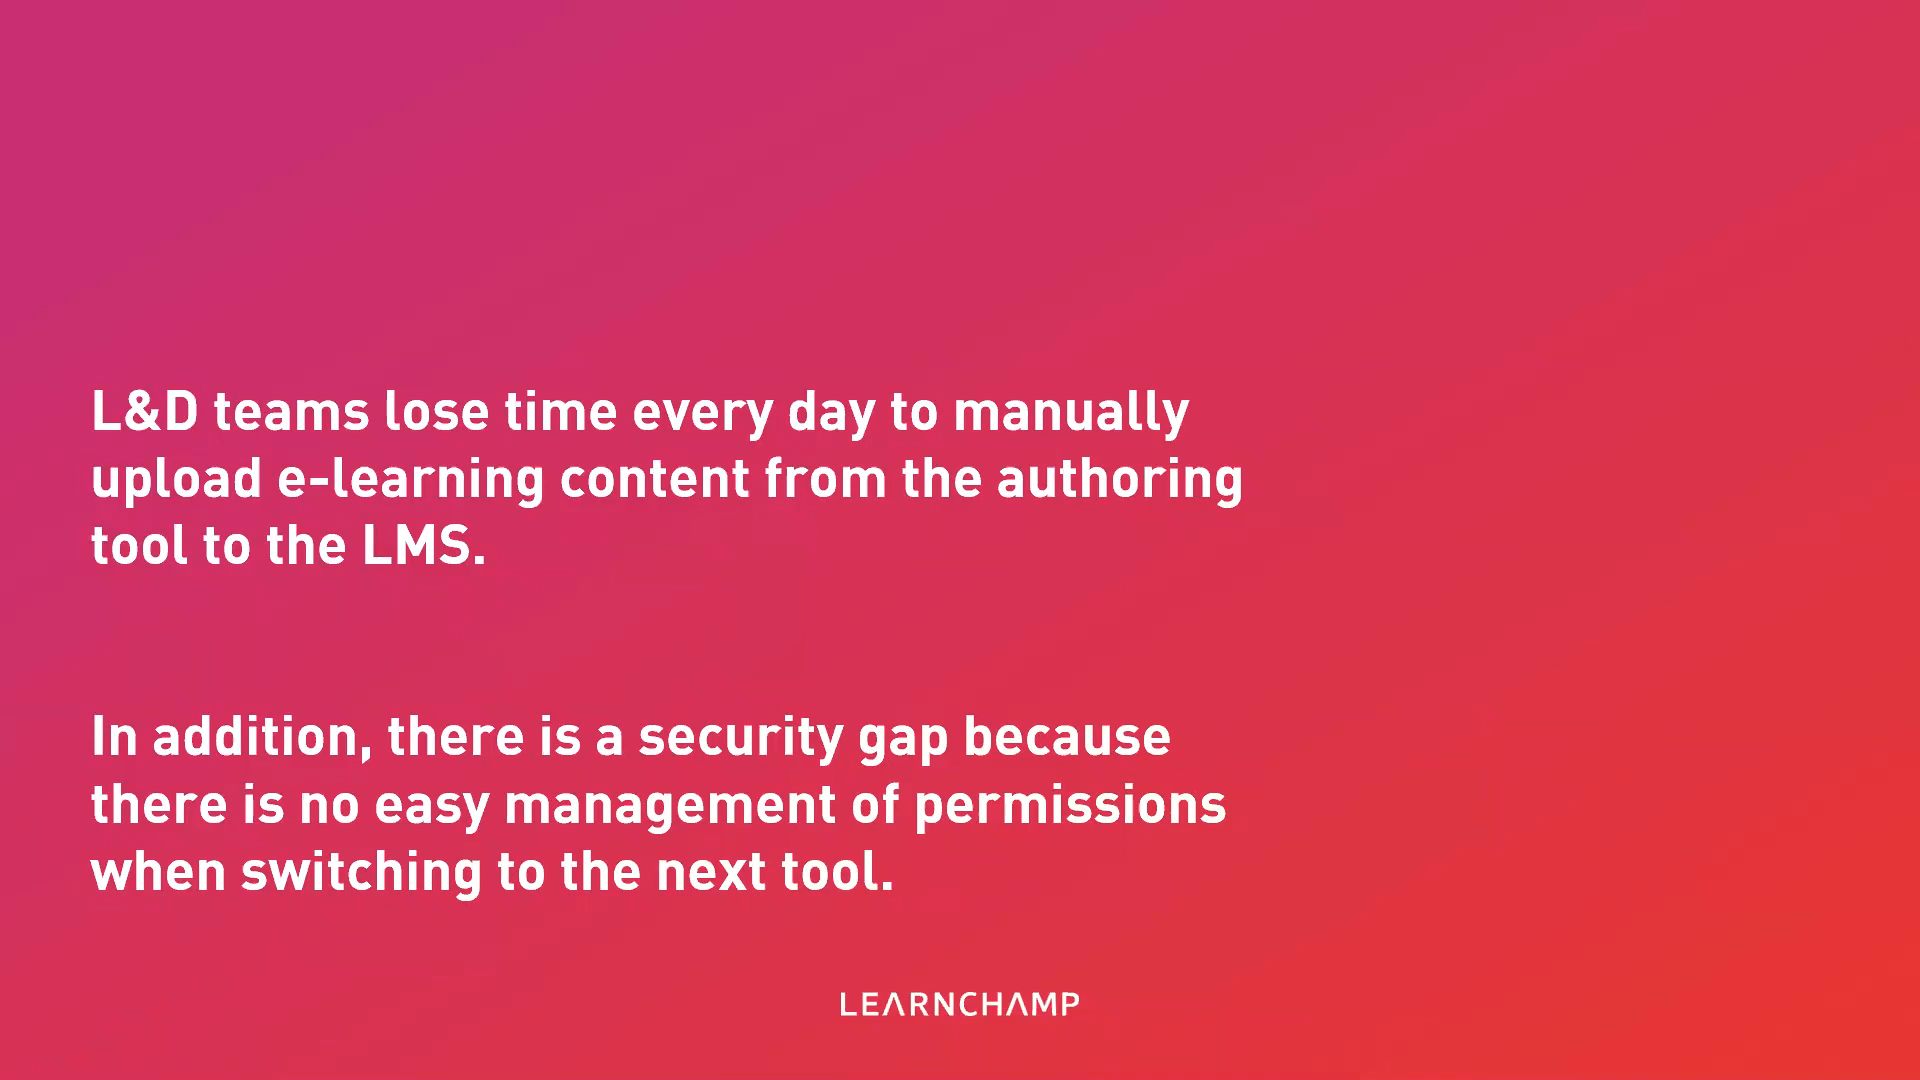 L&D teams lose time every day to manually
upload e-learning content from the authoring
tool to the LMS.
In addition, there is a security gap because
there is no easy management of permissions
when switching to the next tool.
LEARNCHAMP